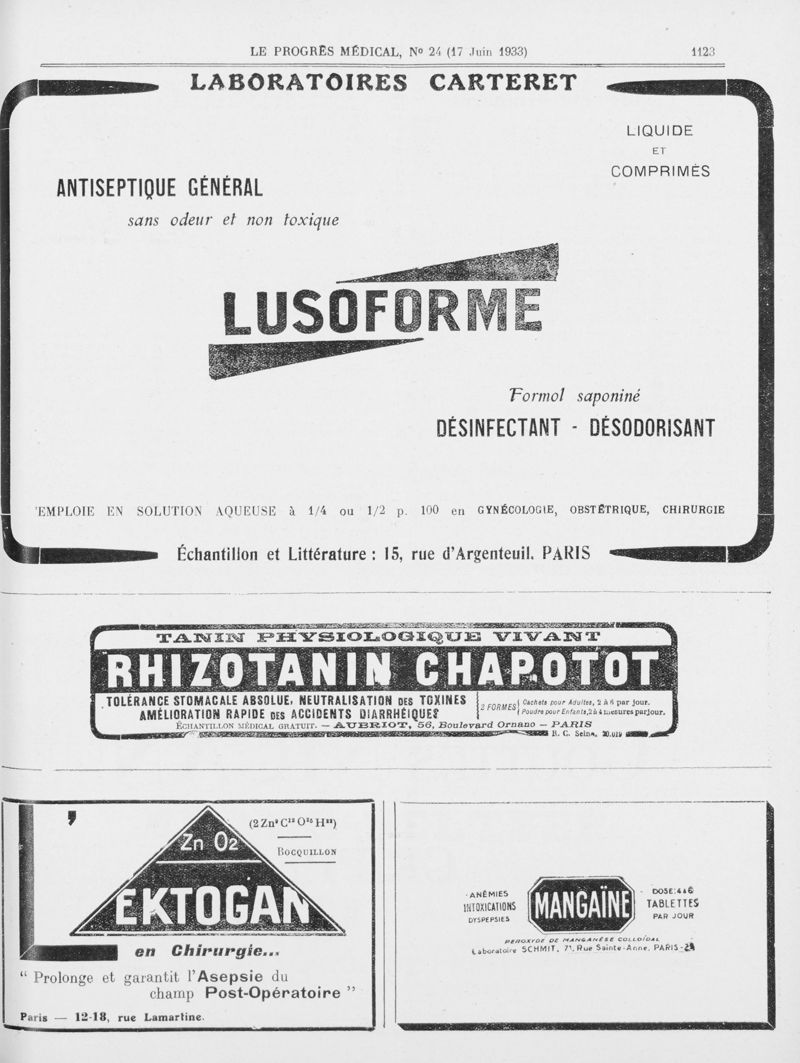 LE PROGRÈS MÉDICAL, Nº 24 (17 Juin 1933)
1123
LABORATOIRES CARTERET
LIQUIDE
ET
COMPRIMÉS
ANTISEPTIQUE GÉNÉRAL
sans odeur et non toxique
LUSOFORME
Formol saponiné
DÉSINFECTANT - DÉSODORISANT
'EMPLOIE EN SOLUTION AQUEUSE à 1/4 ou 1/2 p. 100 en GYNÉCOLOGIE, OBSTÉTRIQUE, CHIRURGIE
Échantillon et Littérature : 15, rue d'Argenteuil. PARIS
TANIN PHYSIOLOGIQUE VIVANT
RHIZOTANIN CHAPOTOT
TOLÉRANCE STOMACALE ABSOLUE, NEUTRALISATION DES TOXINES
AMÉLIORATION RAPIDE DES ACCIDENTS DIARRHÉIQUES
2 FORMES
Cachets pour Adultes, 2 à 6 par jour.
Poudre pour Enfants, 2 à 4 mesures par jour.
ÉCHANTILLON MÉDICAL GRATUIT. — AUBRIOT, 56, Boulevard Ornano — PARIS
R. C. Seine, 30.019
Zn O2
(2 Zn⁹ C¹² O²⁵ H²²)
BOCQUILLON
EKTOGAN
en Chirurgie...
“ Prolonge et garantit l'Asepsie du
champ Post-Opératoire ”
Paris — 12-18, rue Lamartine.
ANÉMIES
INTOXICATIONS
DYSPEPSIES
MANGAÏNE
DOSE: 4 à 6
TABLETTES
PAR JOUR
PEROXYDE DE MANGANÈSE COLLOÏDAL
Laboratoire SCHMIT, 71, Rue Sainte-Anne, PARIS-2ᵉ